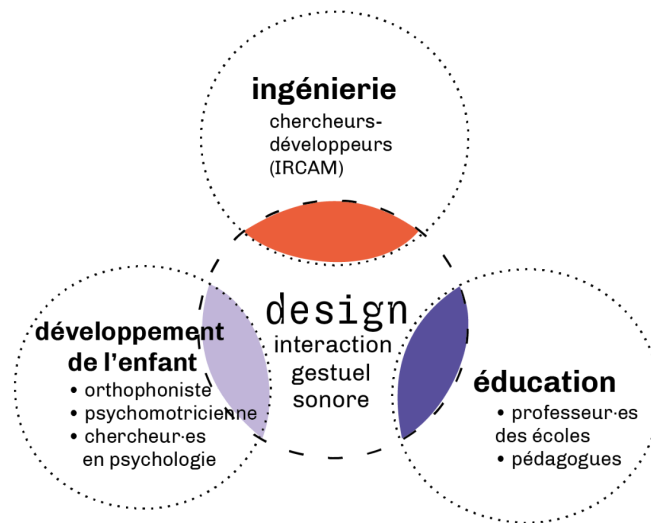 ingénierie
chercheurs-
développeurs
(IRCAM)
design
interaction
gestuel
sonore
développement
de l'enfant
• orthophoniste
• psychomotricienne
• chercheur·es
en psychologie
éducation
• professeur·es
des écoles
• pédagogues